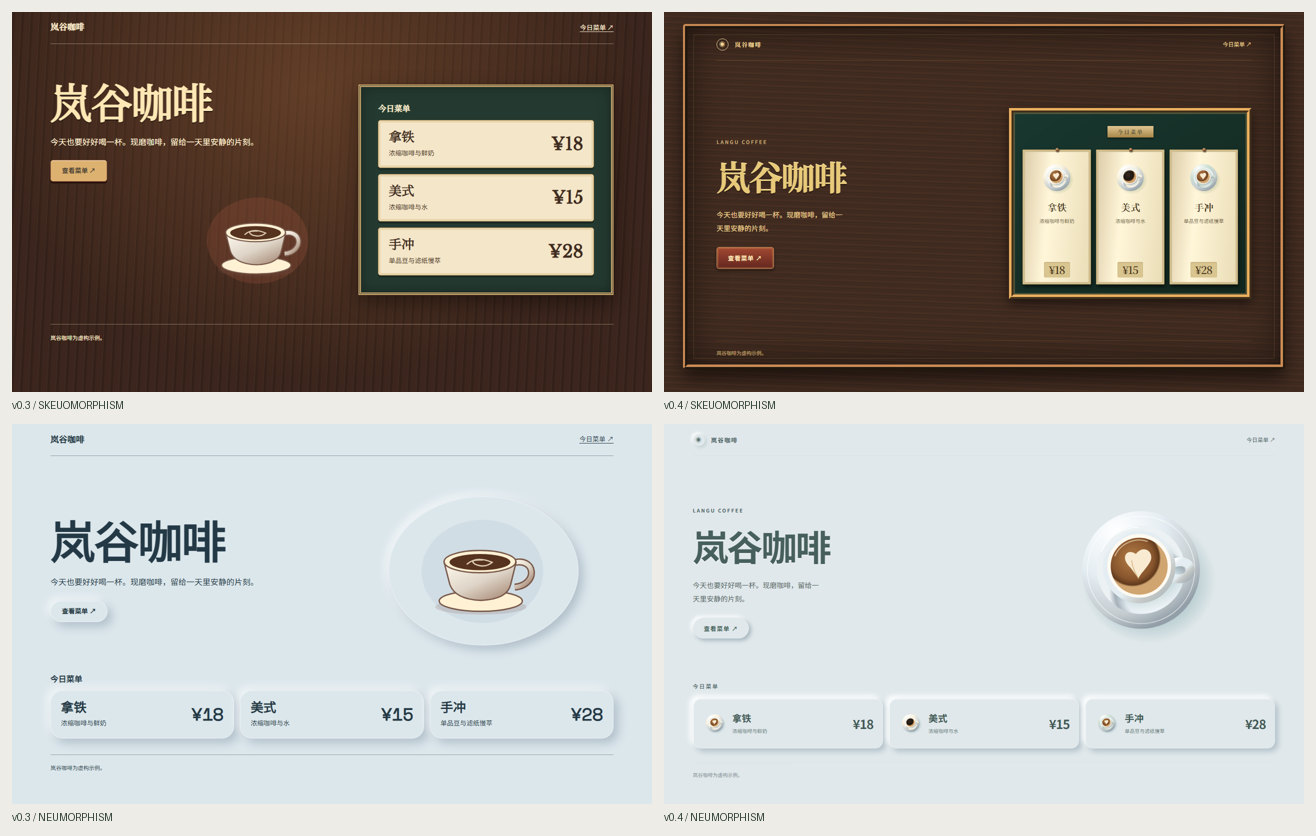 岚谷咖啡
今日菜单 ↗
岚谷咖啡
今天也要好好喝一杯。现磨咖啡，留给一天里安静的片刻。
查看菜单 ↗
今日菜单
拿铁
浓缩咖啡与鲜奶
¥18
美式
浓缩咖啡与水
¥15
手冲
单品豆与滤纸慢萃
¥28
岚谷咖啡为虚构示例。
v0.3 / SKEUOMORPHISM
岚谷咖啡
今日菜单 ↗
LANGU COFFEE
岚谷咖啡
今天也要好好喝一杯。现磨咖啡，留给一
天里安静的片刻。
查看菜单 ↗
今日菜单
拿铁
浓缩咖啡与鲜奶
¥18
美式
浓缩咖啡与水
¥15
手冲
单品豆与滤纸慢萃
¥28
岚谷咖啡为虚构示例。
v0.4 / SKEUOMORPHISM
岚谷咖啡
今日菜单 ↗
岚谷咖啡
今天也要好好喝一杯。现磨咖啡，留给一天里安静的片刻。
查看菜单 ↗
今日菜单
拿铁
浓缩咖啡与鲜奶
¥18
美式
浓缩咖啡与水
¥15
手冲
单品豆与滤纸慢萃
¥28
岚谷咖啡为虚构示例。
v0.3 / NEUMORPHISM
岚谷咖啡
今日菜单 ↗
LANGU COFFEE
岚谷咖啡
今天也要好好喝一杯。现磨咖啡，留给一
天里安静的片刻。
查看菜单 ↗
今日菜单
拿铁
浓缩咖啡与鲜奶
¥18
美式
浓缩咖啡与水
¥15
手冲
单品豆与滤纸慢萃
¥28
岚谷咖啡为虚构示例。
v0.4 / NEUMORPHISM